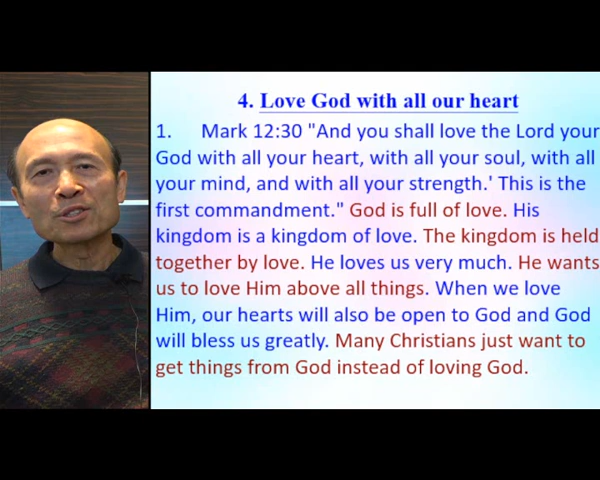 4. Love God with all our heart
1. Mark 12:30 "And you shall love the Lord your
God with all your heart, with all your soul, with all
your mind, and with all your strength.' This is the
first commandment." God is full of love. His
kingdom is a kingdom of love. The kingdom is held
together by love. He loves us very much. He wants
us to love Him above all things. When we love
Him, our hearts will also be open to God and God
will bless us greatly. Many Christians just want to
get things from God instead of loving God.